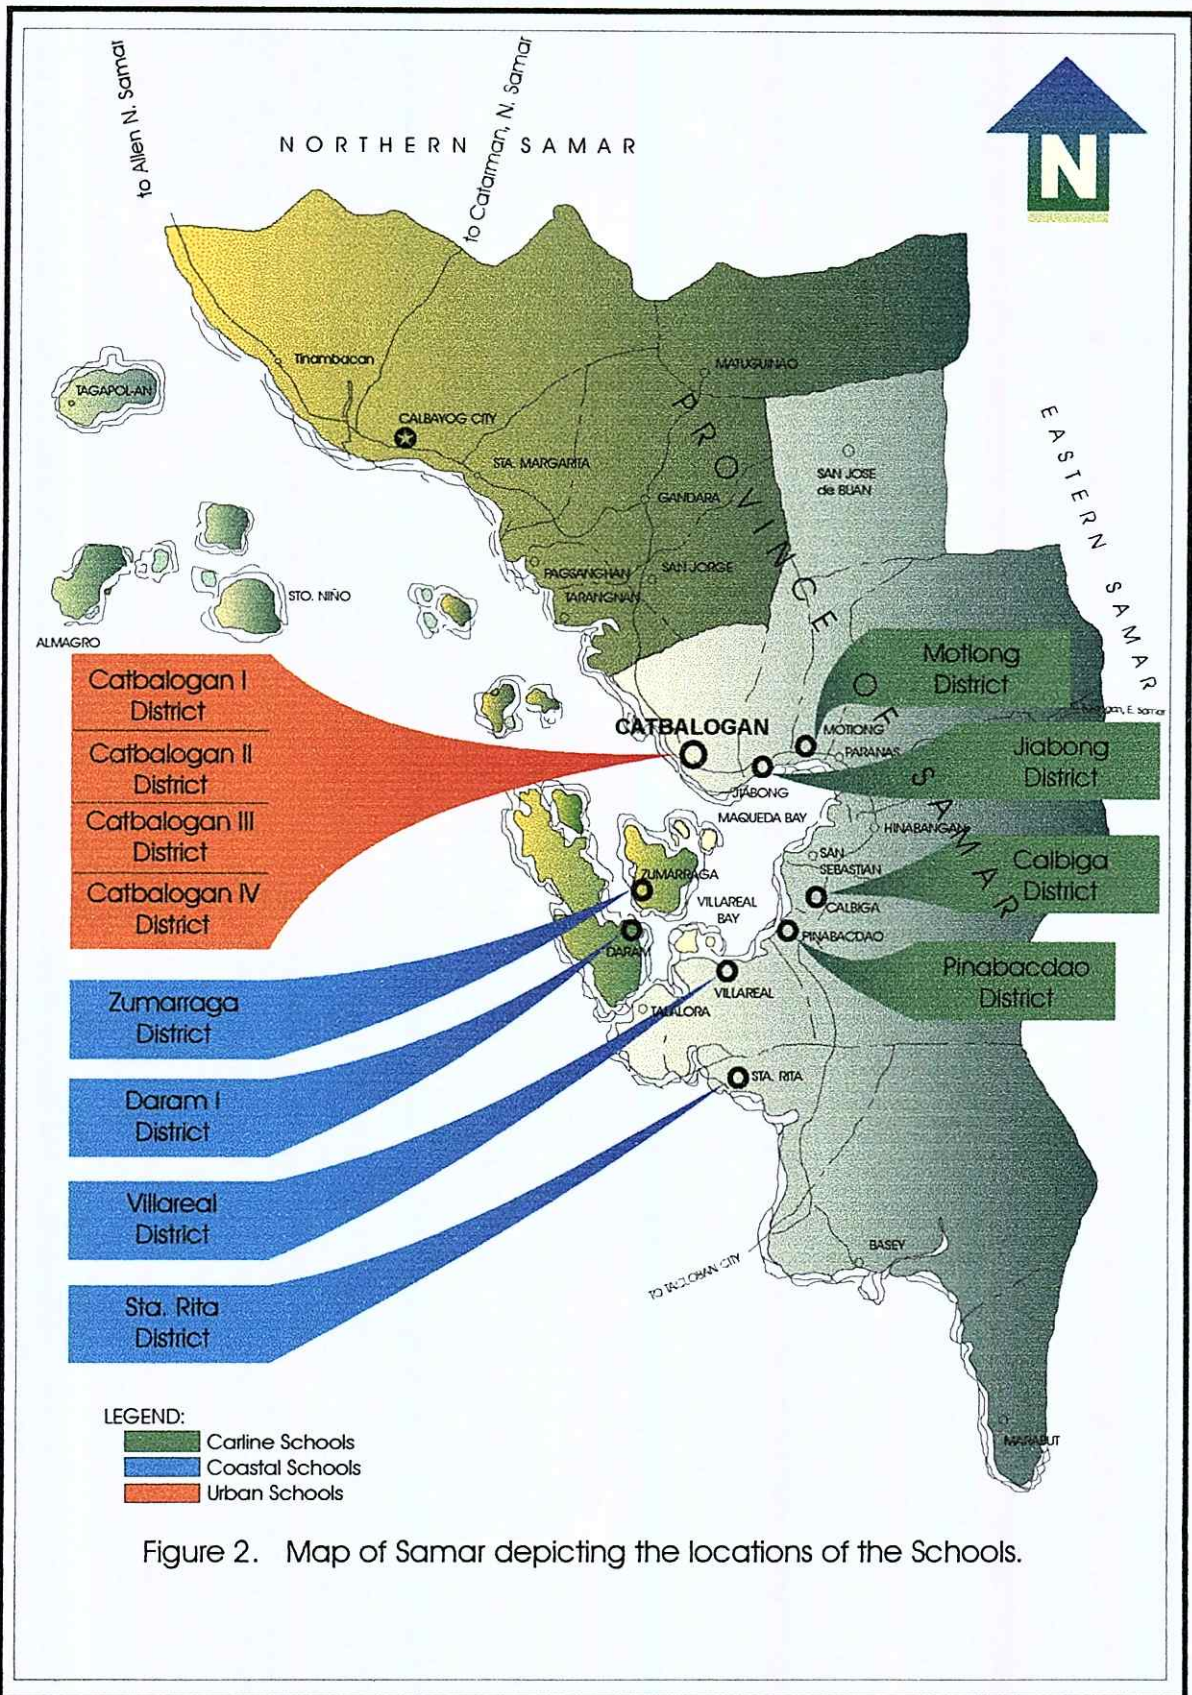 to Allen N. Samar
to Catarman, N. Samar
NORTHERN SAMAR
N
Tinambacan
MATUGUINAO
TAGAPOL-AN
CALBAYOG CITY
STA. MARGARITA
SAN JOSE
de BUAN
GANDARA
EASTERN SAMAR
PROVINCE OF SAMAR
PAGSANGHAN
SAN JORGE
TARANGNAN
STO. NIÑO
ALMAGRO
Catbalogan I
District
Catbalogan II
District
Catbalogan III
District
Catbalogan IV
District
Motiong
District
CATBALOGAN
MOTIONG
PARANAS
Jiabong
District
JIABONG
MAQUEDA BAY
HINABANGAN
SAN
SEBASTIAN
Calbiga
District
ZUMARRAGA
VILLAREAL
BAY
CALBIGA
DARAM
PINABACDAO
Pinabacdao
District
VILLAREAL
TALALORA
Zumarraga
District
STA. RITA
Daram I
District
Villareal
District
BASEY
TO TACLOBAN CITY
Sta. Rita
District
MARABUT
LEGEND:
Carline Schools
Coastal Schools
Urban Schools
Figure 2. Map of Samar depicting the locations of the Schools.